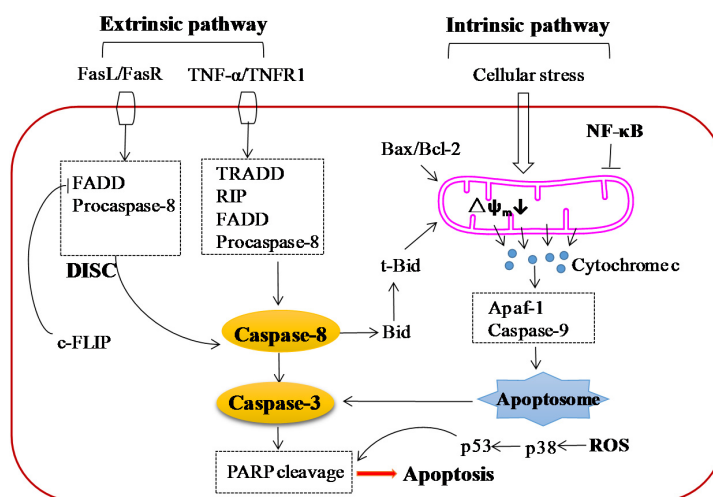 Extrinsic pathway
Intrinsic pathway
FasL/FasR
TNF-α/TNFR1
Cellular stress
NF-κB
Bax/Bcl-2
FADD
Procaspase-8
TRADD
RIP
FADD
Procaspase-8
△ψm↓
DISC
t-Bid
Cytochrome c
Apaf-1
Caspase-9
c-FLIP
Caspase-8
Bid
Caspase-3
Apoptosome
p53
p38
ROS
PARP cleavage
Apoptosis